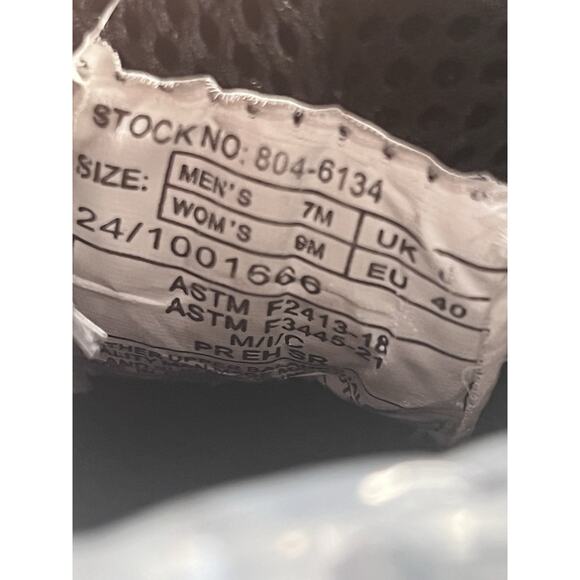 STOCK NO: 804-6134
SIZE: MEN'S 7M UK
WOM'S 9M EU 40
24/1001666
ASTM F2413-18
ASTM F3445-21
M/I/C
PR EH SR